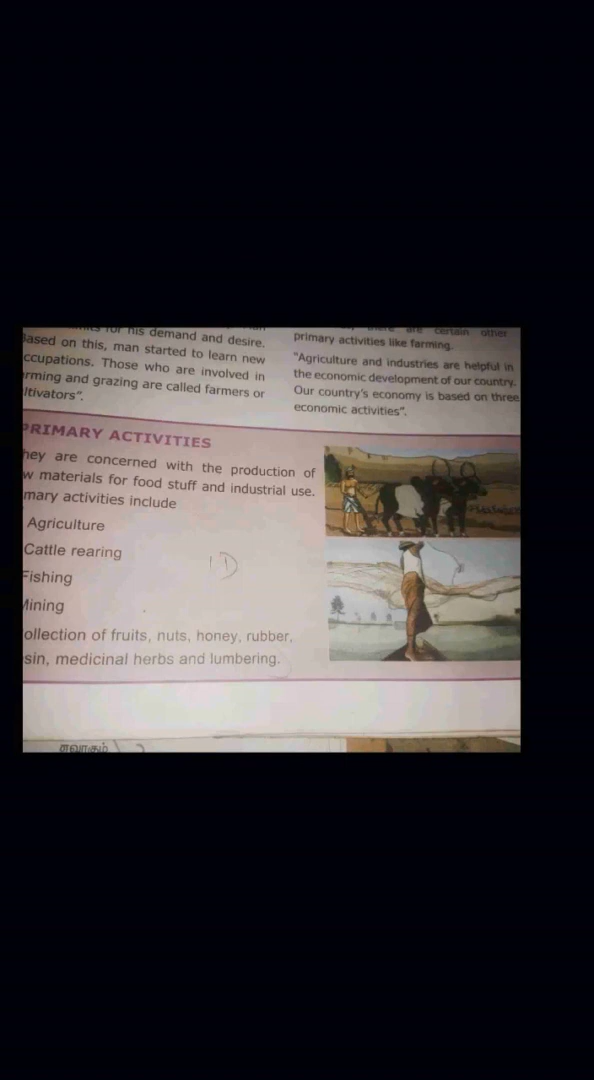 for his demand and desire.
ased on this, man started to learn new
ccupations. Those who are involved in
rming and grazing are called farmers or
ltivators".
are certain other
primary activities like farming.
"Agriculture and industries are helpful in
the economic development of our country.
Our country's economy is based on three
economic activities".
PRIMARY ACTIVITIES
hey are concerned with the production of
w materials for food stuff and industrial use.
mary activities include
Agriculture
Cattle rearing
Fishing
Mining
ollection of fruits, nuts, honey, rubber,
sin, medicinal herbs and lumbering.